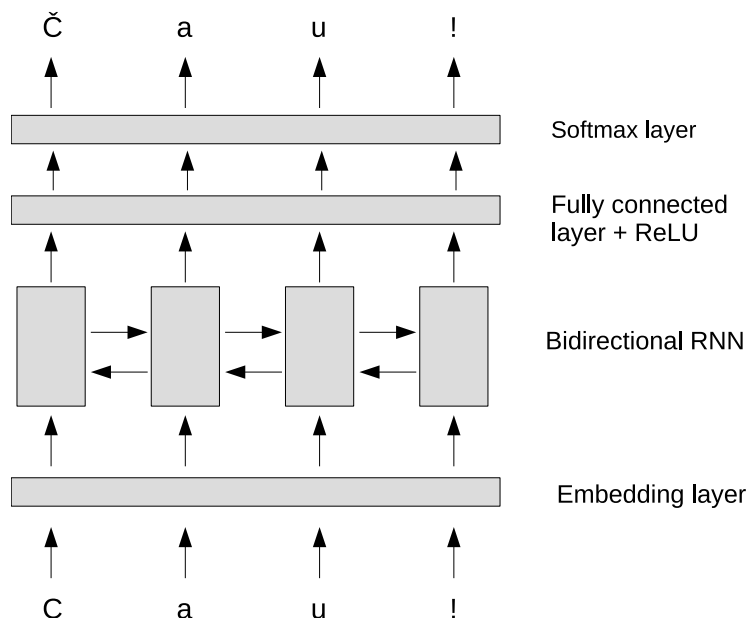 Č a u !
Softmax layer
Fully connected
layer + ReLU
Bidirectional RNN
Embedding layer
C a u !